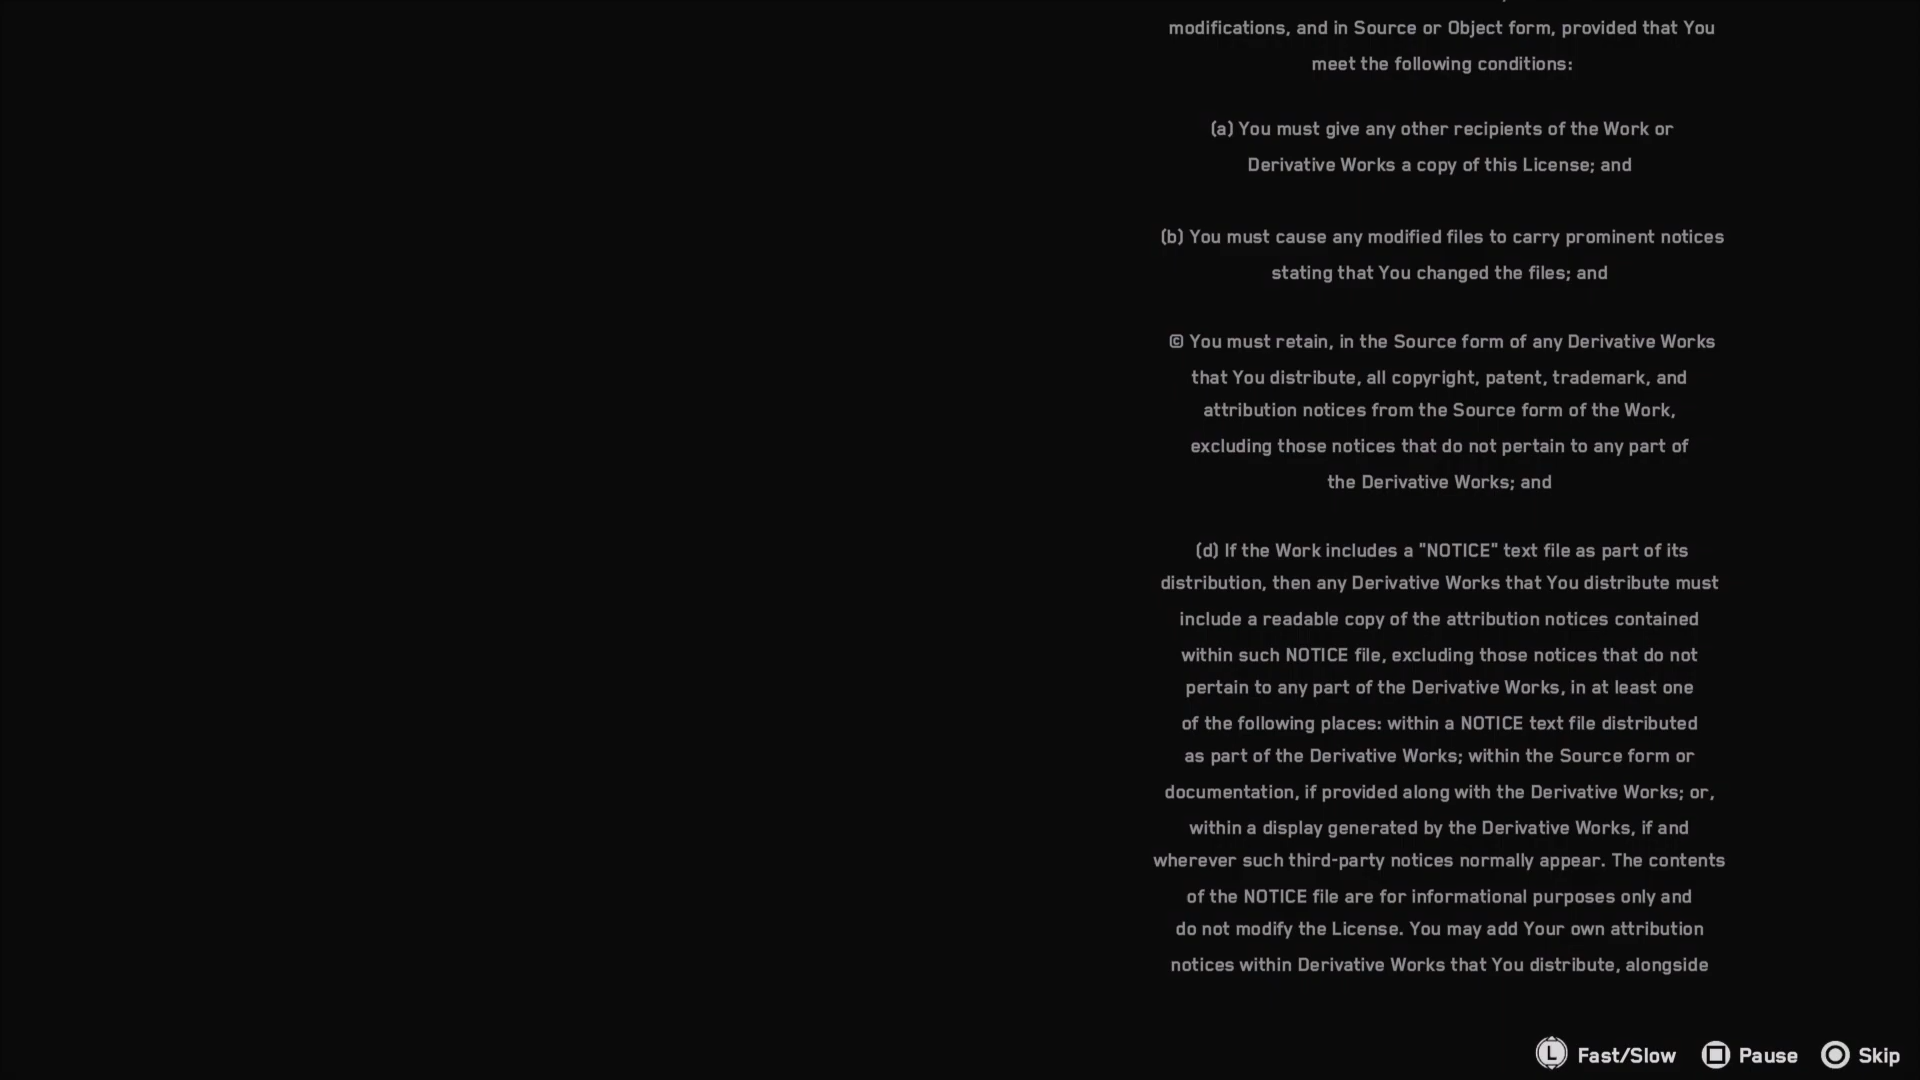 modifications, and in Source or Object form, provided that You
meet the following conditions:
(a) You must give any other recipients of the Work or
Derivative Works a copy of this License; and
(b) You must cause any modified files to carry prominent notices
stating that You changed the files; and
© You must retain, in the Source form of any Derivative Works
that You distribute, all copyright, patent, trademark, and
attribution notices from the Source form of the Work,
excluding those notices that do not pertain to any part of
the Derivative Works; and
(d) If the Work includes a "NOTICE" text file as part of its
distribution, then any Derivative Works that You distribute must
include a readable copy of the attribution notices contained
within such NOTICE file, excluding those notices that do not
pertain to any part of the Derivative Works, in at least one
of the following places: within a NOTICE text file distributed
as part of the Derivative Works; within the Source form or
documentation, if provided along with the Derivative Works; or,
within a display generated by the Derivative Works, if and
wherever such third-party notices normally appear. The contents
of the NOTICE file are for informational purposes only and
do not modify the License. You may add Your own attribution
notices within Derivative Works that You distribute, alongside
L Fast/Slow Pause Skip